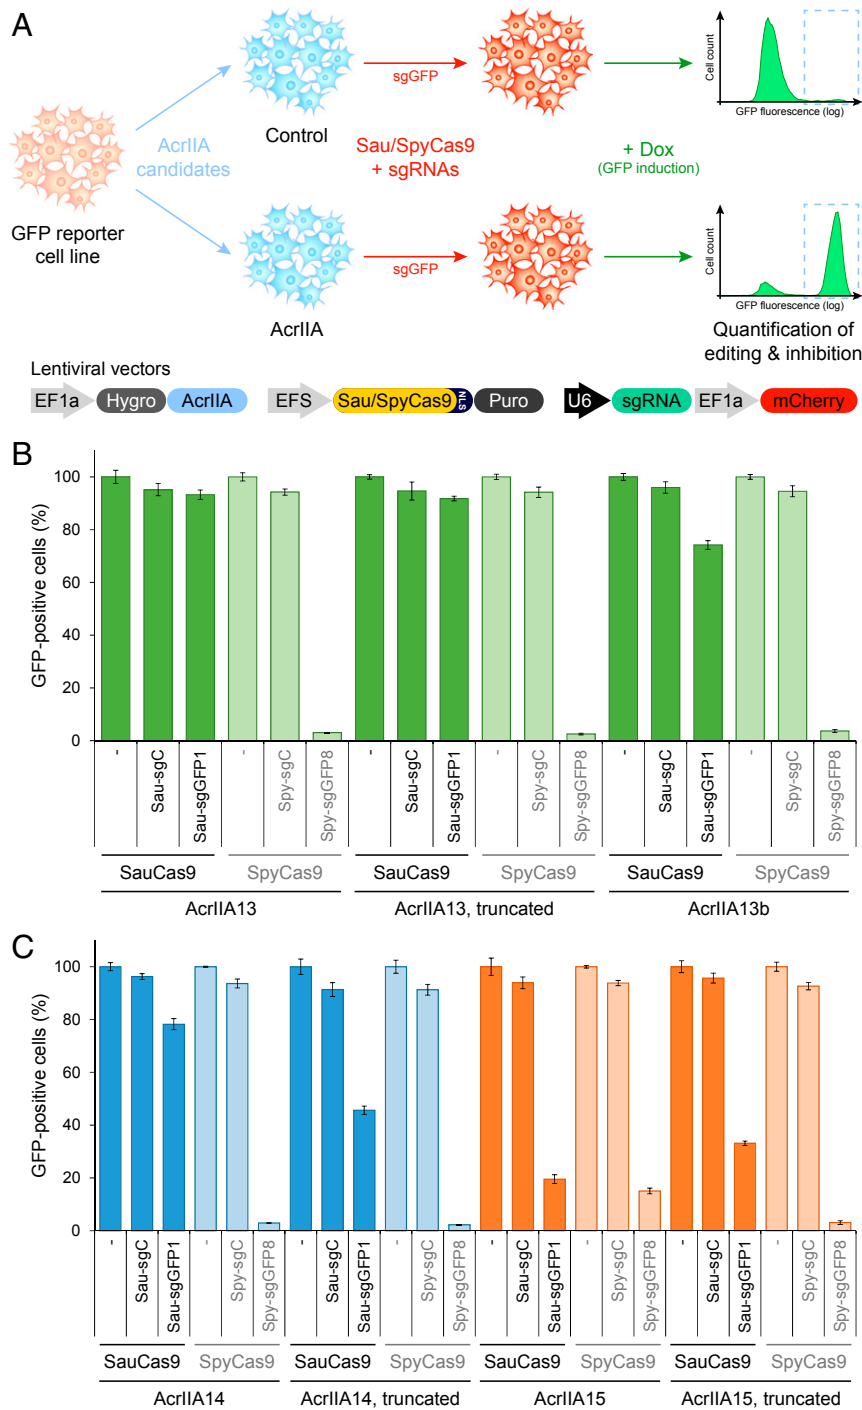 A
AcrIIA
candidates
GFP reporter
cell line
Control
AcrIIA
sgGFP
Sau/SpyCas9
+ sgRNAs
sgGFP
+ Dox
(GFP induction)
Cell count
GFP fluorescence (log)
Cell count
GFP fluorescence (log)
Quantification of
editing & inhibition
Lentiviral vectors
EF1a Hygro AcrIIA EFS Sau/SpyCas9 NLS Puro U6 sgRNA EF1a mCherry
B
GFP-positive cells (%)
100
80
60
40
20
0
- Sau-sgC Sau-sgGFP1 - Spy-sgC Spy-sgGFP8 - Sau-sgC Sau-sgGFP1 - Spy-sgC Spy-sgGFP8 - Sau-sgC Sau-sgGFP1 - Spy-sgC Spy-sgGFP8
SauCas9 SpyCas9 SauCas9 SpyCas9 SauCas9 SpyCas9
AcrIIA13 AcrIIA13, truncated AcrIIA13b
C
GFP-positive cells (%)
100
80
60
40
20
0
- Sau-sgC Sau-sgGFP1 - Spy-sgC Spy-sgGFP8 - Sau-sgC Sau-sgGFP1 - Spy-sgC Spy-sgGFP8 - Sau-sgC Sau-sgGFP1 - Spy-sgC Spy-sgGFP8 - Sau-sgC Sau-sgGFP1 - Spy-sgC Spy-sgGFP8
SauCas9 SpyCas9 SauCas9 SpyCas9 SauCas9 SpyCas9 SauCas9 SpyCas9
AcrIIA14 AcrIIA14, truncated AcrIIA15 AcrIIA15, truncated